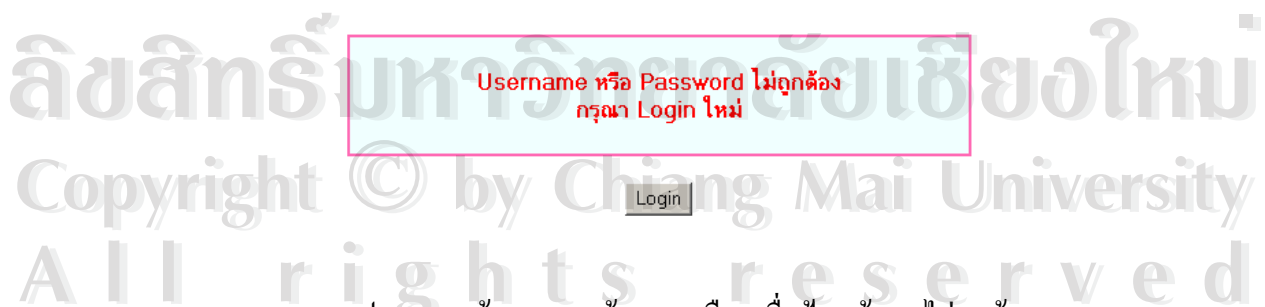 ลิขสิทธิ์มหาวิทยาลัยเชียงใหม่
Username หรือ Password ไม่ถูกต้อง
กรุณา Login ใหม่
Copyright © by Chiang Mai University
Login
All rights reserved